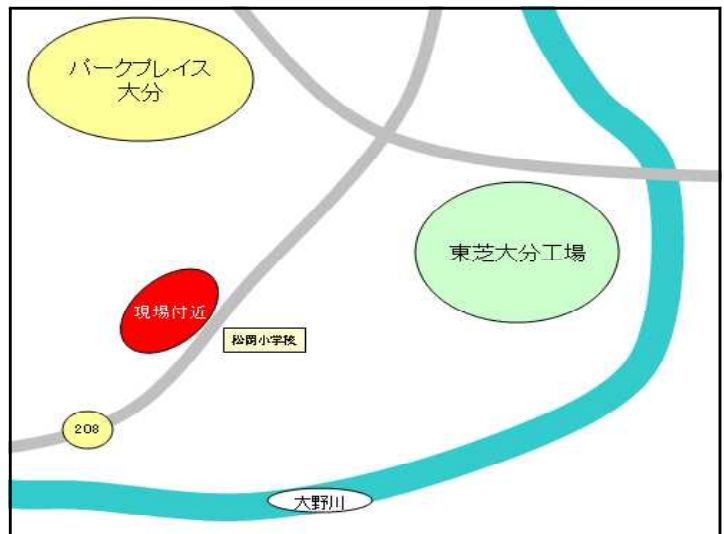 パークプレイス
大分
東芝大分工場
現場付近
松岡小学校
208
大野川